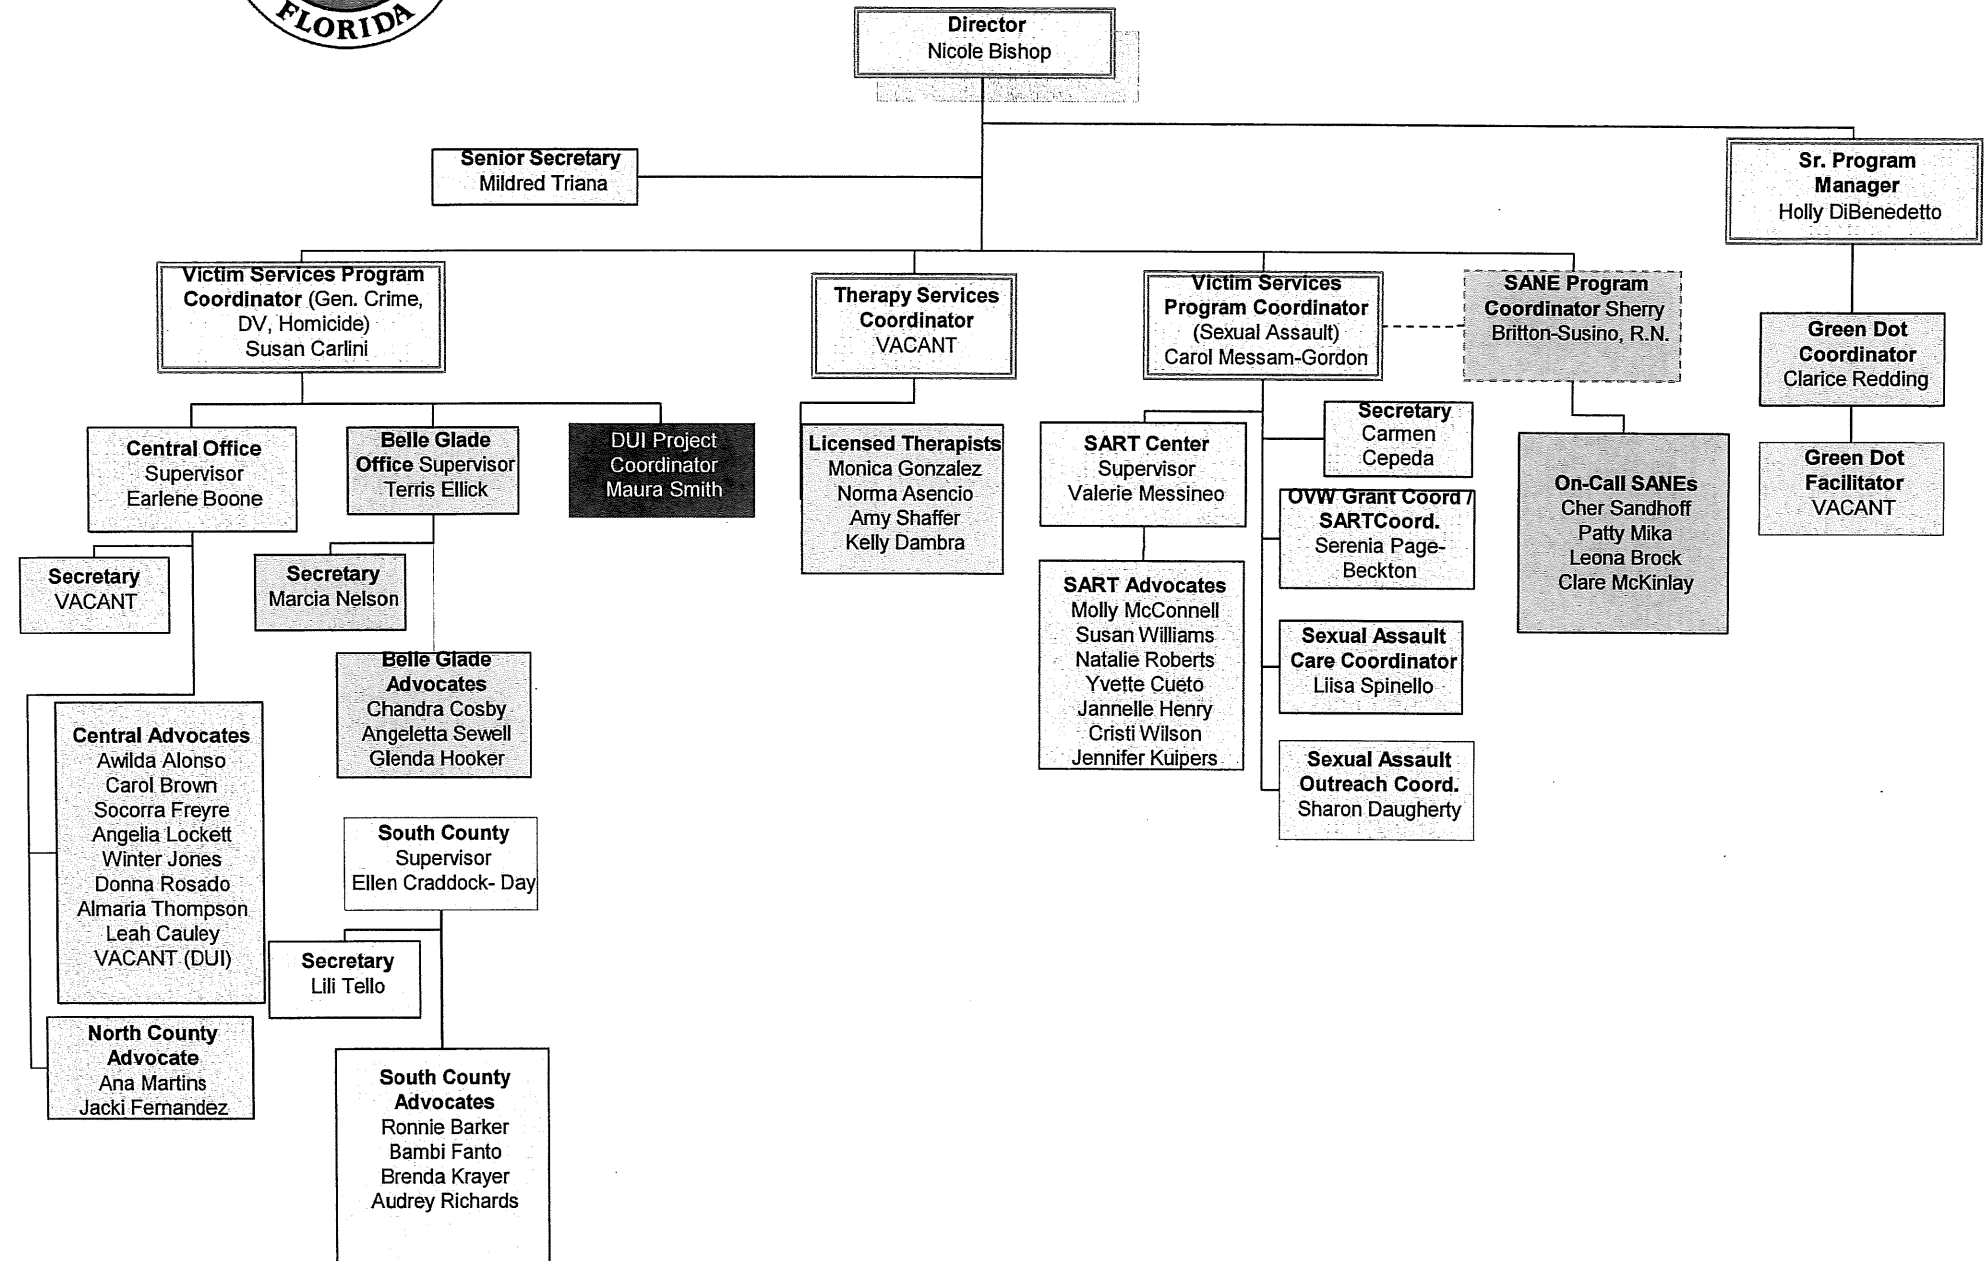 FLORIDA
Director
Nicole Bishop
Senior Secretary
Mildred Triana
Sr. Program
Manager
Holly DiBenedetto
Victim Services Program
Coordinator (Gen. Crime,
DV, Homicide)
Susan Carlini
Therapy Services
Coordinator
VACANT
Victim Services
Program Coordinator
(Sexual Assault)
Carol Messam-Gordon
SANE Program
Coordinator Sherry
Britton-Susino, R.N.
Green Dot
Coordinator
Clarice Redding
Green Dot
Facilitator
VACANT
Central Office
Supervisor
Earlene Boone
Belle Glade
Office Supervisor
Terris Ellick
DUI Project
Coordinator
Maura Smith
Licensed Therapists
Monica Gonzalez
Norma Asencio
Amy Shaffer
Kelly Dambra
SART Center
Supervisor
Valerie Messineo
Secretary
Carmen
Cepeda
OVW Grant Coord /
SARTCoord.
Serenia Page-
Beckton
On-Call SANEs
Cher Sandhoff
Patty Mika
Leona Brock
Clare McKinlay
Secretary
VACANT
Secretary
Marcia Nelson
SART Advocates
Molly McConnell
Susan Williams
Natalie Roberts
Yvette Cueto
Jannelle Henry
Cristi Wilson
Jennifer Kuipers
Sexual Assault
Care Coordinator
Liisa Spinello
Sexual Assault
Outreach Coord.
Sharon Daugherty
Belle Glade
Advocates
Chandra Cosby
Angeletta Sewell
Glenda Hooker
Central Advocates
Awilda Alonso
Carol Brown
Socorra Freyre
Angelia Lockett
Winter Jones
Donna Rosado
Almaria Thompson
Leah Cauley
VACANT (DUI)
South County
Supervisor
Ellen Craddock- Day
Secretary
Lili Tello
North County
Advocate
Ana Martins
Jacki Fernandez
South County
Advocates
Ronnie Barker
Bambi Fanto
Brenda Krayer
Audrey Richards